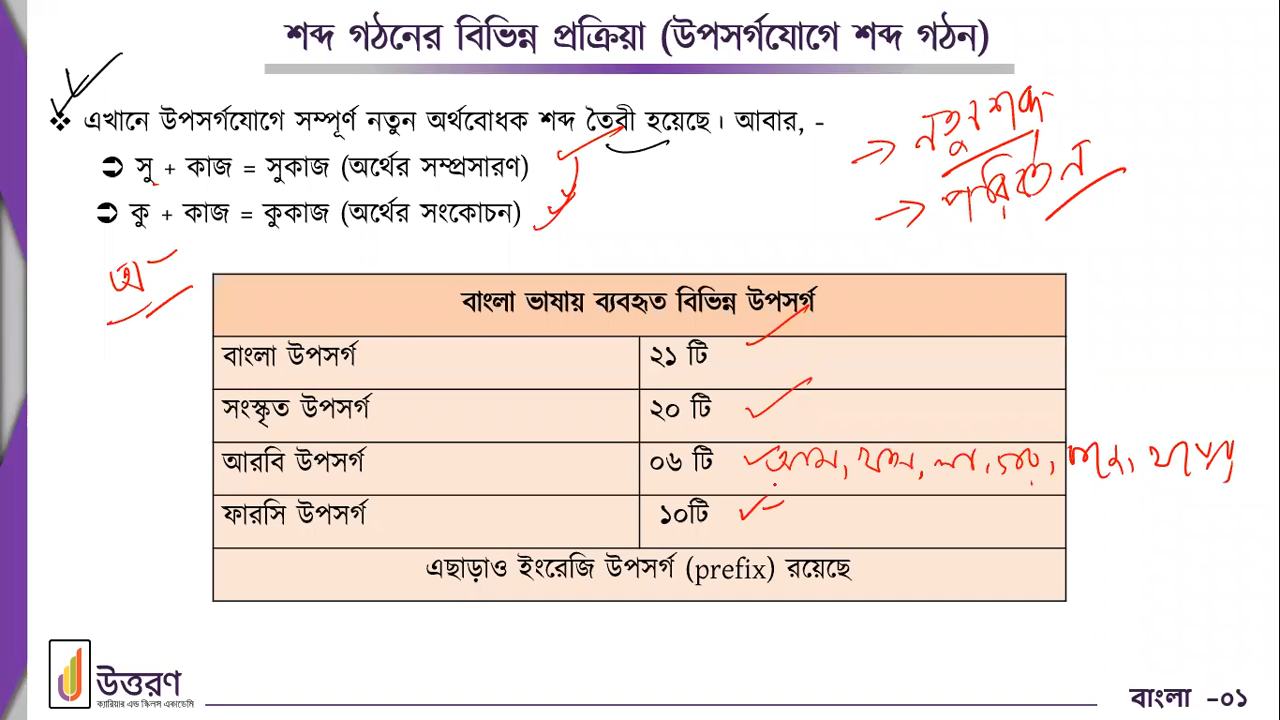 শব্দ গঠনের বিভিন্ন প্রক্রিয়া (উপসর্গযোগে শব্দ গঠন)
এখানে উপসর্গযোগে সম্পূর্ণ নতুন অর্থবোধক শব্দ তৈরী হয়েছে। আবার, -
নতুন শব্দ
সু + কাজ = সুকাজ (অর্থের সম্প্রসারণ)
পরিবর্তন
কু + কাজ = কুকাজ (অর্থের সংকোচন)
অ
বাংলা ভাষায় ব্যবহৃত বিভিন্ন উপসর্গ
বাংলা উপসর্গ ২১ টি
সংস্কৃত উপসর্গ ২০ টি
আরবি উপসর্গ ০৬ টি আম, খাস, লা, গর,
ফারসি উপসর্গ ১০টি
এছাড়াও ইংরেজি উপসর্গ (prefix) রয়েছে
উত্তরণ
ক্যারিয়ার এন্ড স্কিলস একাডেমি
বাংলা -০১